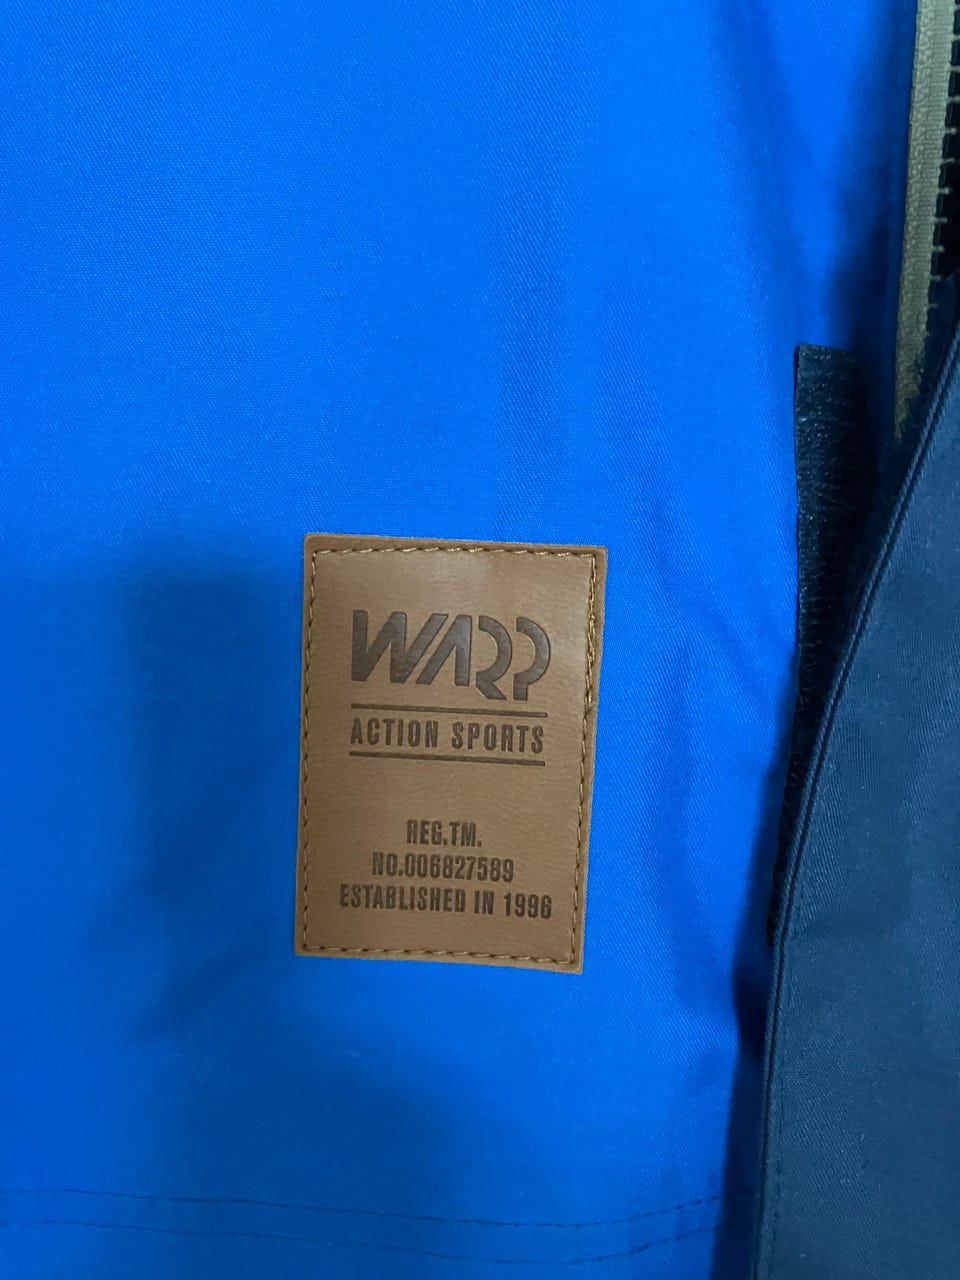 WARP
ACTION SPORTS
REG.TM.
NO.006827589
ESTABLISHED IN 1996